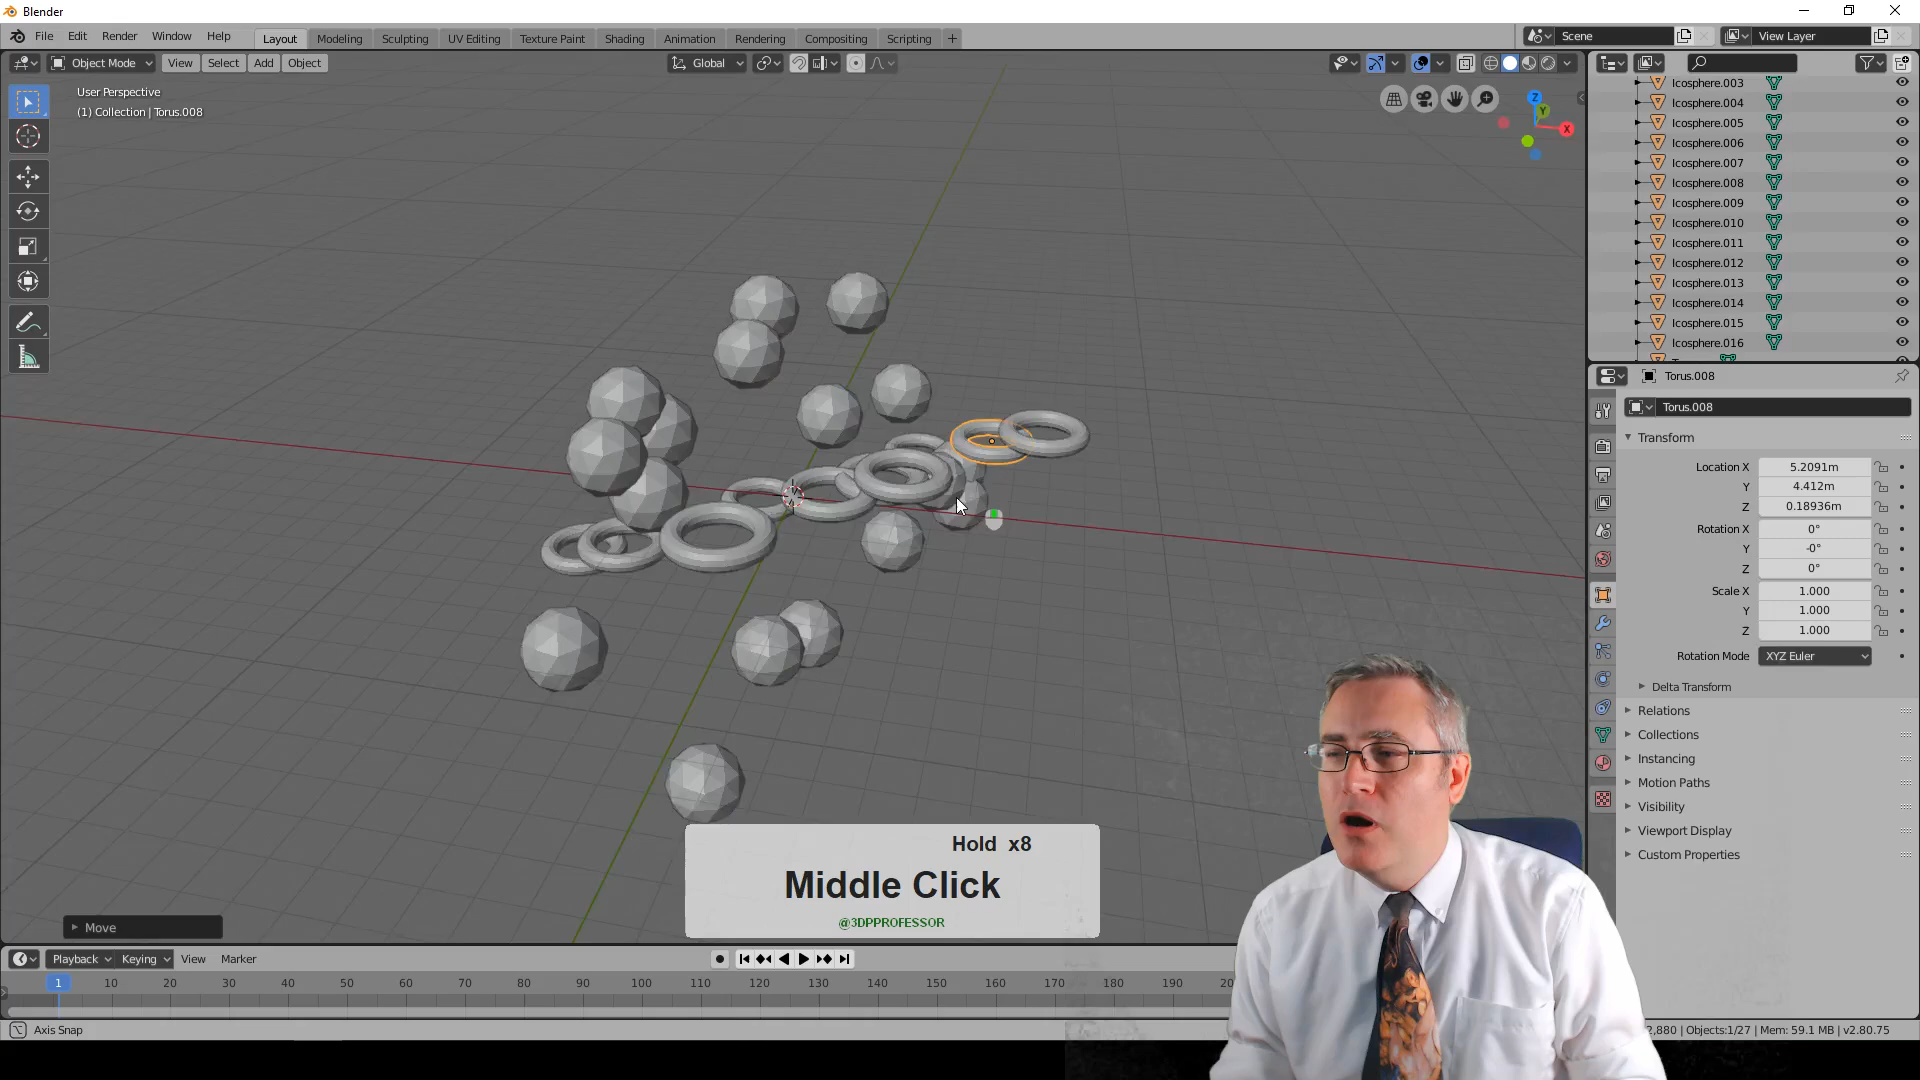 Blender
File Edit Render Window Help
Layout Modeling Sculpting UV Editing Texture Paint Shading Animation Rendering Compositing Scripting +
Scene View Layer
Object Mode View Select Add Object Global
User Perspective
(1) Collection | Torus.008
Z
Y
X
Icosphere.003
Icosphere.004
Icosphere.005
Icosphere.006
Icosphere.007
Icosphere.008
Icosphere.009
Icosphere.010
Icosphere.011
Icosphere.012
Icosphere.013
Icosphere.014
Icosphere.015
Icosphere.016
Torus.008
Torus.008
Transform
Location X 5.2091m
Y 4.412m
Z 0.18936m
Rotation X 0°
Y -0°
Z 0°
Scale X 1.000
Y 1.000
Z 1.000
Rotation Mode XYZ Euler
Delta Transform
Relations
Collections
Instancing
Motion Paths
Visibility
Viewport Display
Custom Properties
Hold x8
Middle Click
@3DPPROFESSOR
Move
Playback Keying View Marker
1 10 20 30 40 50 60 70 80 90 100 110 120 130 140 150 160 170 180 190
Axis Snap
2,880 | Objects:1/27 | Mem: 59.1 MB | v2.80.75